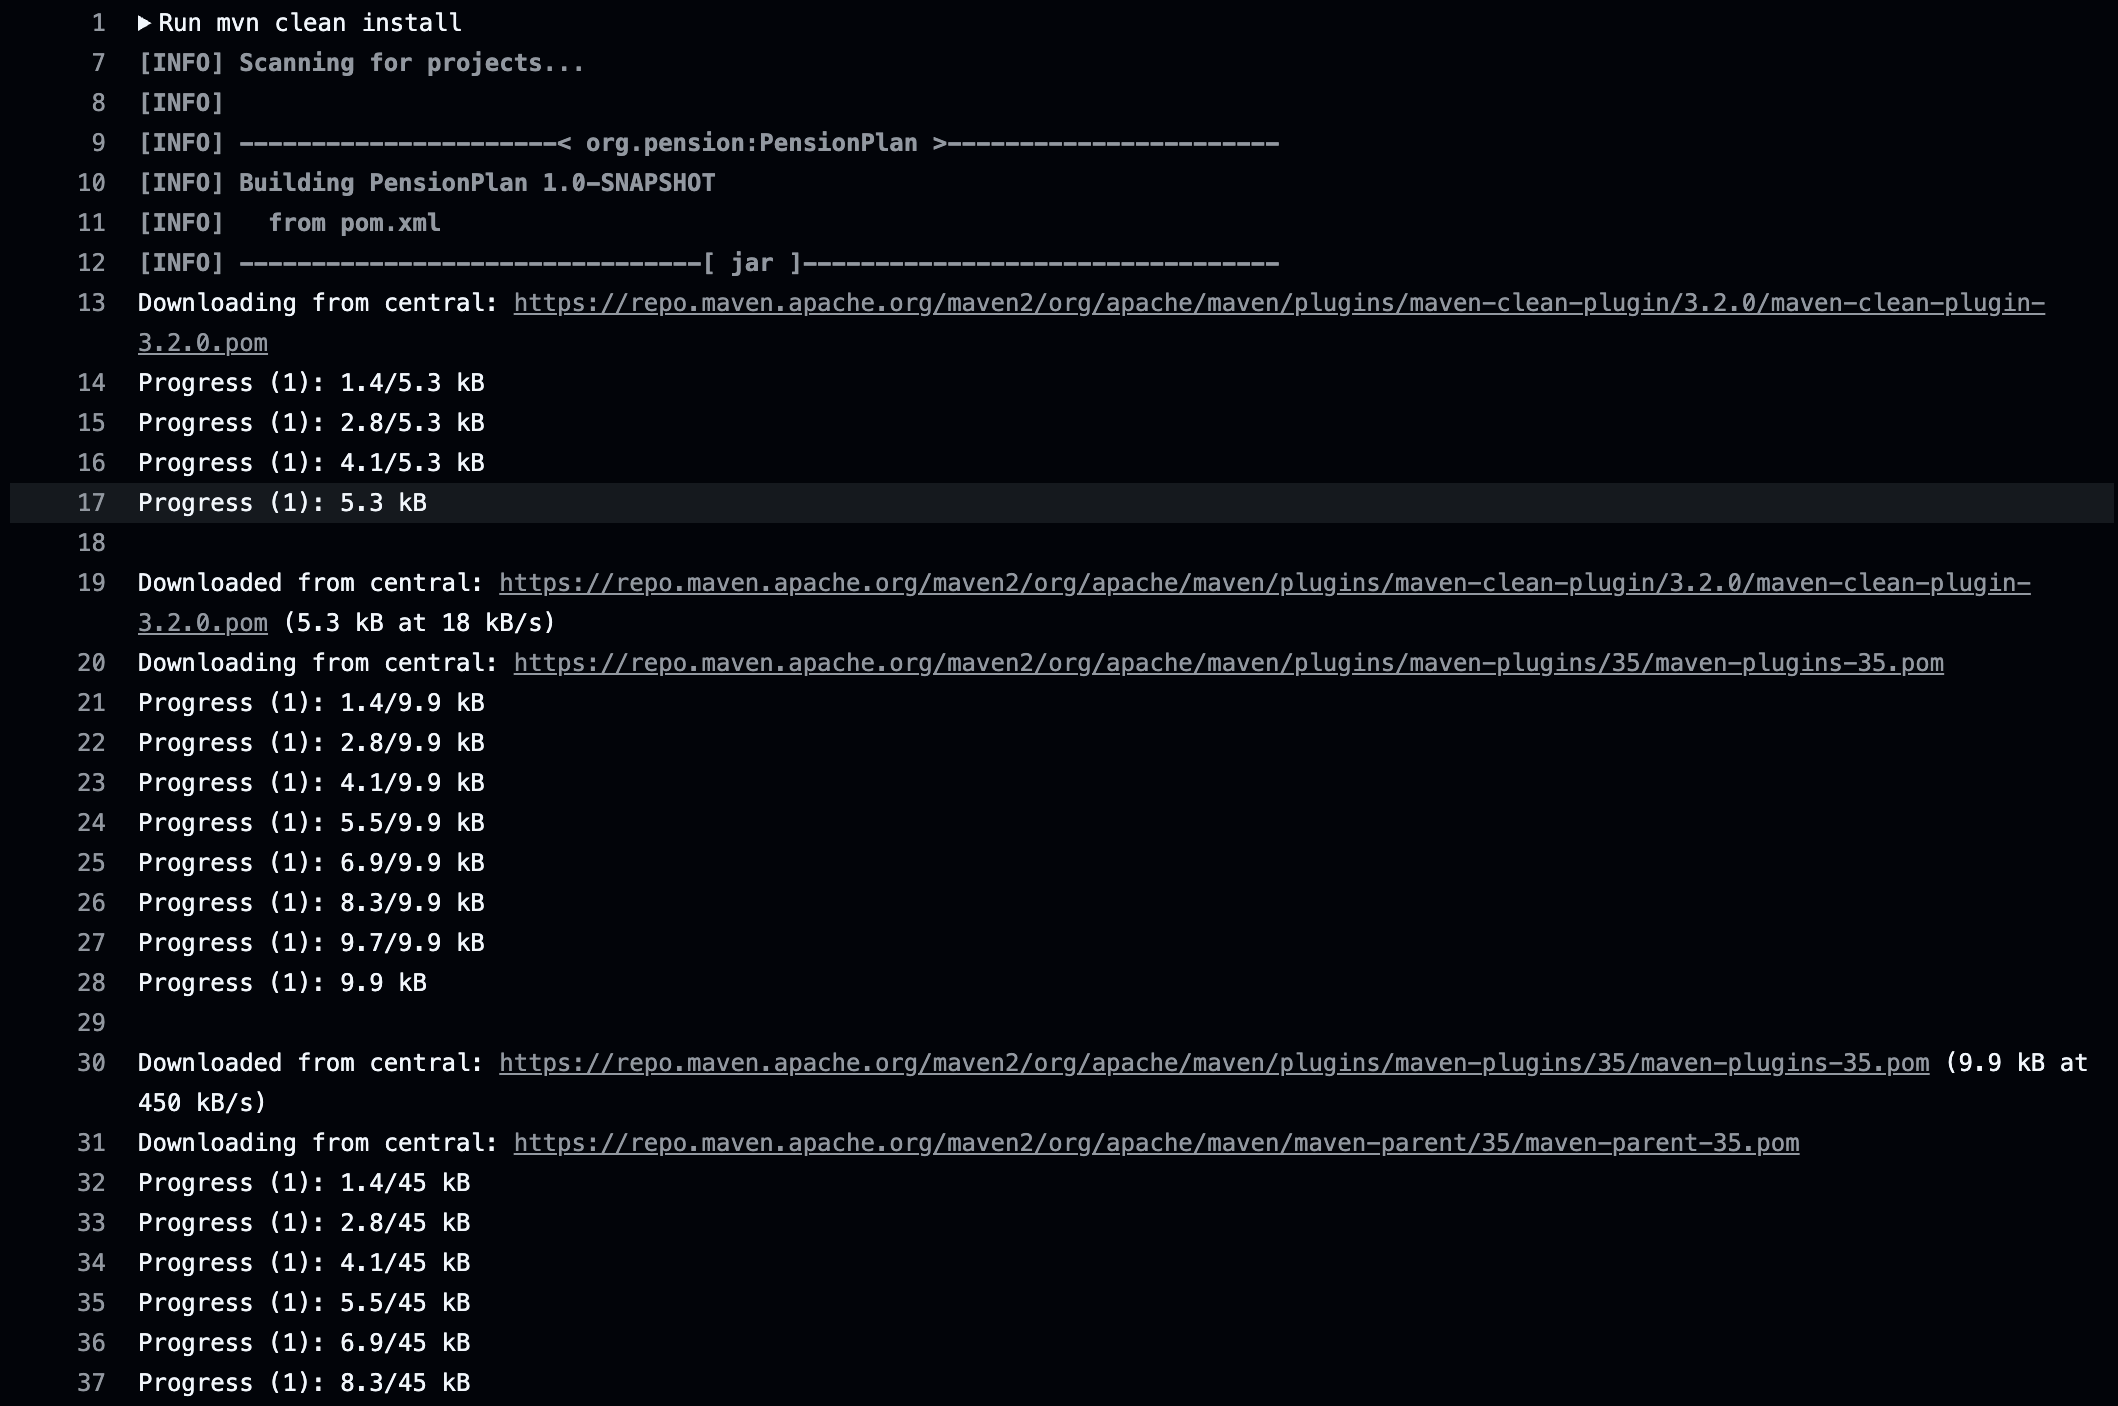 1 ▶ Run mvn clean install
7 [INFO] Scanning for projects...
8 [INFO]
9 [INFO] ----------------------< org.pension:PensionPlan >-----------------------
10 [INFO] Building PensionPlan 1.0-SNAPSHOT
11 [INFO]   from pom.xml
12 [INFO] --------------------------------[ jar ]---------------------------------
13 Downloading from central: https://repo.maven.apache.org/maven2/org/apache/maven/plugins/maven-clean-plugin/3.2.0/maven-clean-plugin-
3.2.0.pom
14 Progress (1): 1.4/5.3 kB
15 Progress (1): 2.8/5.3 kB
16 Progress (1): 4.1/5.3 kB
17 Progress (1): 5.3 kB
18
19 Downloaded from central: https://repo.maven.apache.org/maven2/org/apache/maven/plugins/maven-clean-plugin/3.2.0/maven-clean-plugin-
3.2.0.pom (5.3 kB at 18 kB/s)
20 Downloading from central: https://repo.maven.apache.org/maven2/org/apache/maven/plugins/maven-plugins/35/maven-plugins-35.pom
21 Progress (1): 1.4/9.9 kB
22 Progress (1): 2.8/9.9 kB
23 Progress (1): 4.1/9.9 kB
24 Progress (1): 5.5/9.9 kB
25 Progress (1): 6.9/9.9 kB
26 Progress (1): 8.3/9.9 kB
27 Progress (1): 9.7/9.9 kB
28 Progress (1): 9.9 kB
29
30 Downloaded from central: https://repo.maven.apache.org/maven2/org/apache/maven/plugins/maven-plugins/35/maven-plugins-35.pom (9.9 kB at
450 kB/s)
31 Downloading from central: https://repo.maven.apache.org/maven2/org/apache/maven/maven-parent/35/maven-parent-35.pom
32 Progress (1): 1.4/45 kB
33 Progress (1): 2.8/45 kB
34 Progress (1): 4.1/45 kB
35 Progress (1): 5.5/45 kB
36 Progress (1): 6.9/45 kB
37 Progress (1): 8.3/45 kB